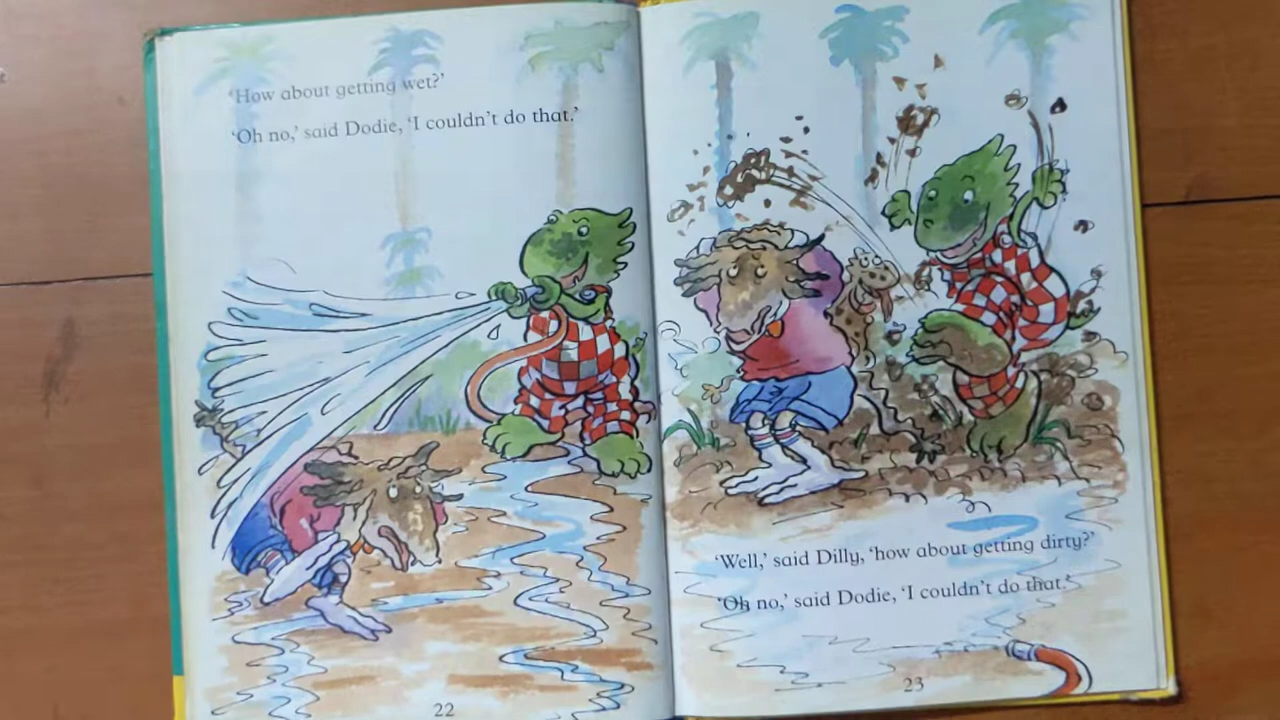 ‘How about getting wet?’
‘Oh no,’ said Dodie, ‘I couldn’t do that.’
22
‘Well,’ said Dilly, ‘how about getting dirty?’
‘Oh no,’ said Dodie, ‘I couldn’t do that.’
23